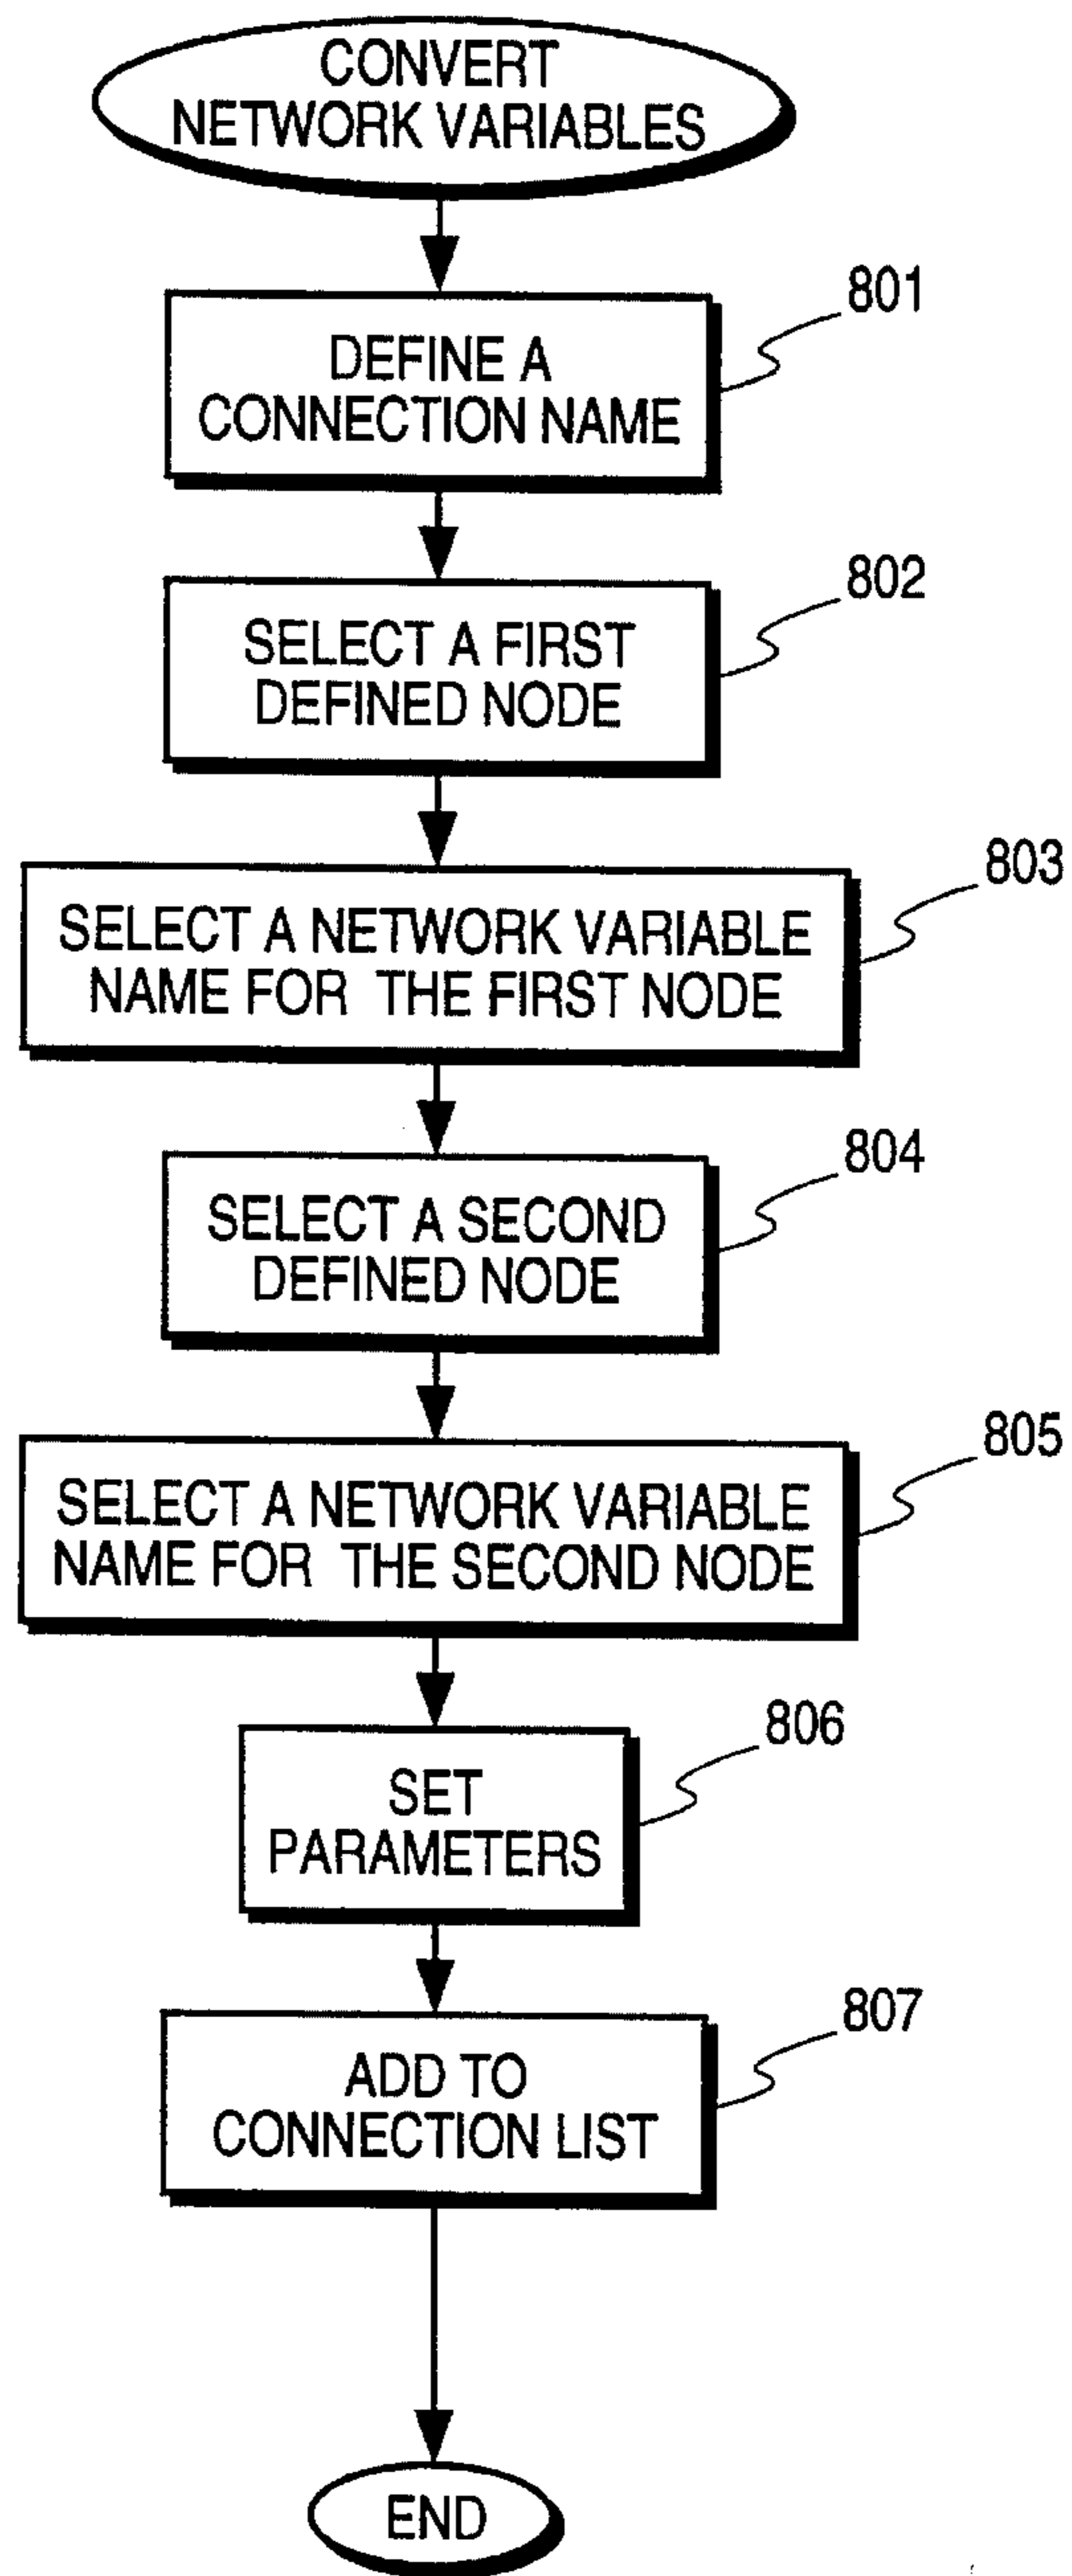 CONVERT
NETWORK VARIABLES
801
DEFINE A
CONNECTION NAME
802
SELECT A FIRST
DEFINED NODE
803
SELECT A NETWORK VARIABLE
NAME FOR THE FIRST NODE
804
SELECT A SECOND
DEFINED NODE
805
SELECT A NETWORK VARIABLE
NAME FOR THE SECOND NODE
806
SET
PARAMETERS
807
ADD TO
CONNECTION LIST
END